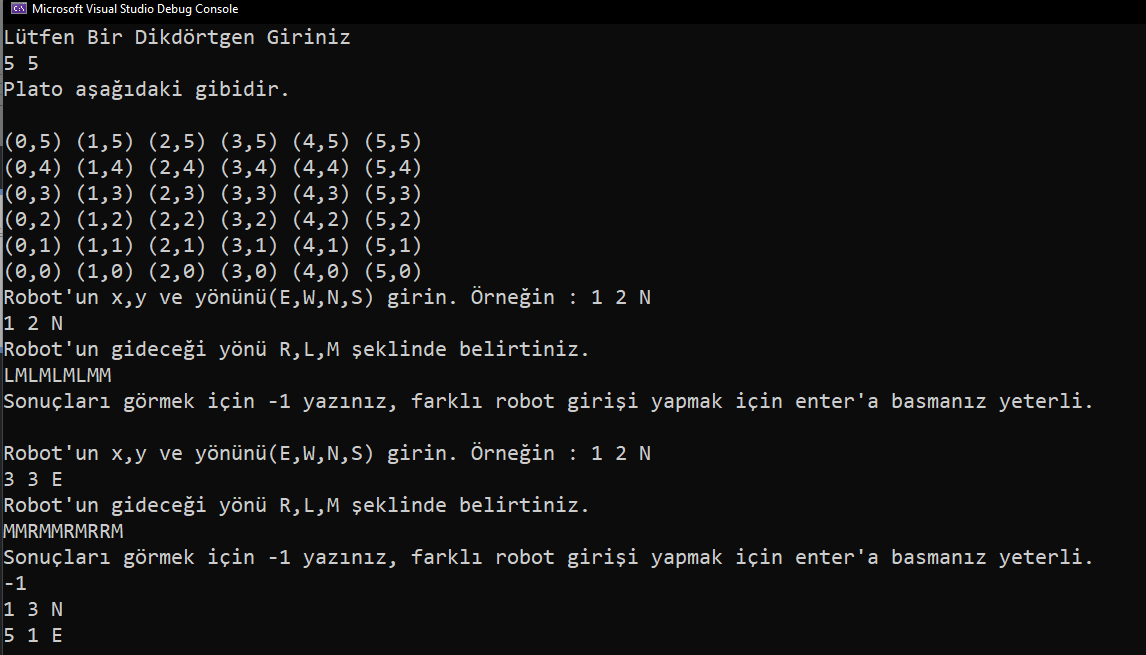 Microsoft Visual Studio Debug Console
Lütfen Bir Dikdörtgen Giriniz
5 5
Plato aşağıdaki gibidir.
(0,5) (1,5) (2,5) (3,5) (4,5) (5,5)
(0,4) (1,4) (2,4) (3,4) (4,4) (5,4)
(0,3) (1,3) (2,3) (3,3) (4,3) (5,3)
(0,2) (1,2) (2,2) (3,2) (4,2) (5,2)
(0,1) (1,1) (2,1) (3,1) (4,1) (5,1)
(0,0) (1,0) (2,0) (3,0) (4,0) (5,0)
Robot'un x,y ve yönünü(E,W,N,S) girin. Örneğin : 1 2 N
1 2 N
Robot'un gideceği yönü R,L,M şeklinde belirtiniz.
LMLMLMLMM
Sonuçları görmek için -1 yazınız, farklı robot girişi yapmak için enter'a basmanız yeterli.
Robot'un x,y ve yönünü(E,W,N,S) girin. Örneğin : 1 2 N
3 3 E
Robot'un gideceği yönü R,L,M şeklinde belirtiniz.
MMRMMRMRRM
Sonuçları görmek için -1 yazınız, farklı robot girişi yapmak için enter'a basmanız yeterli.
-1
1 3 N
5 1 E